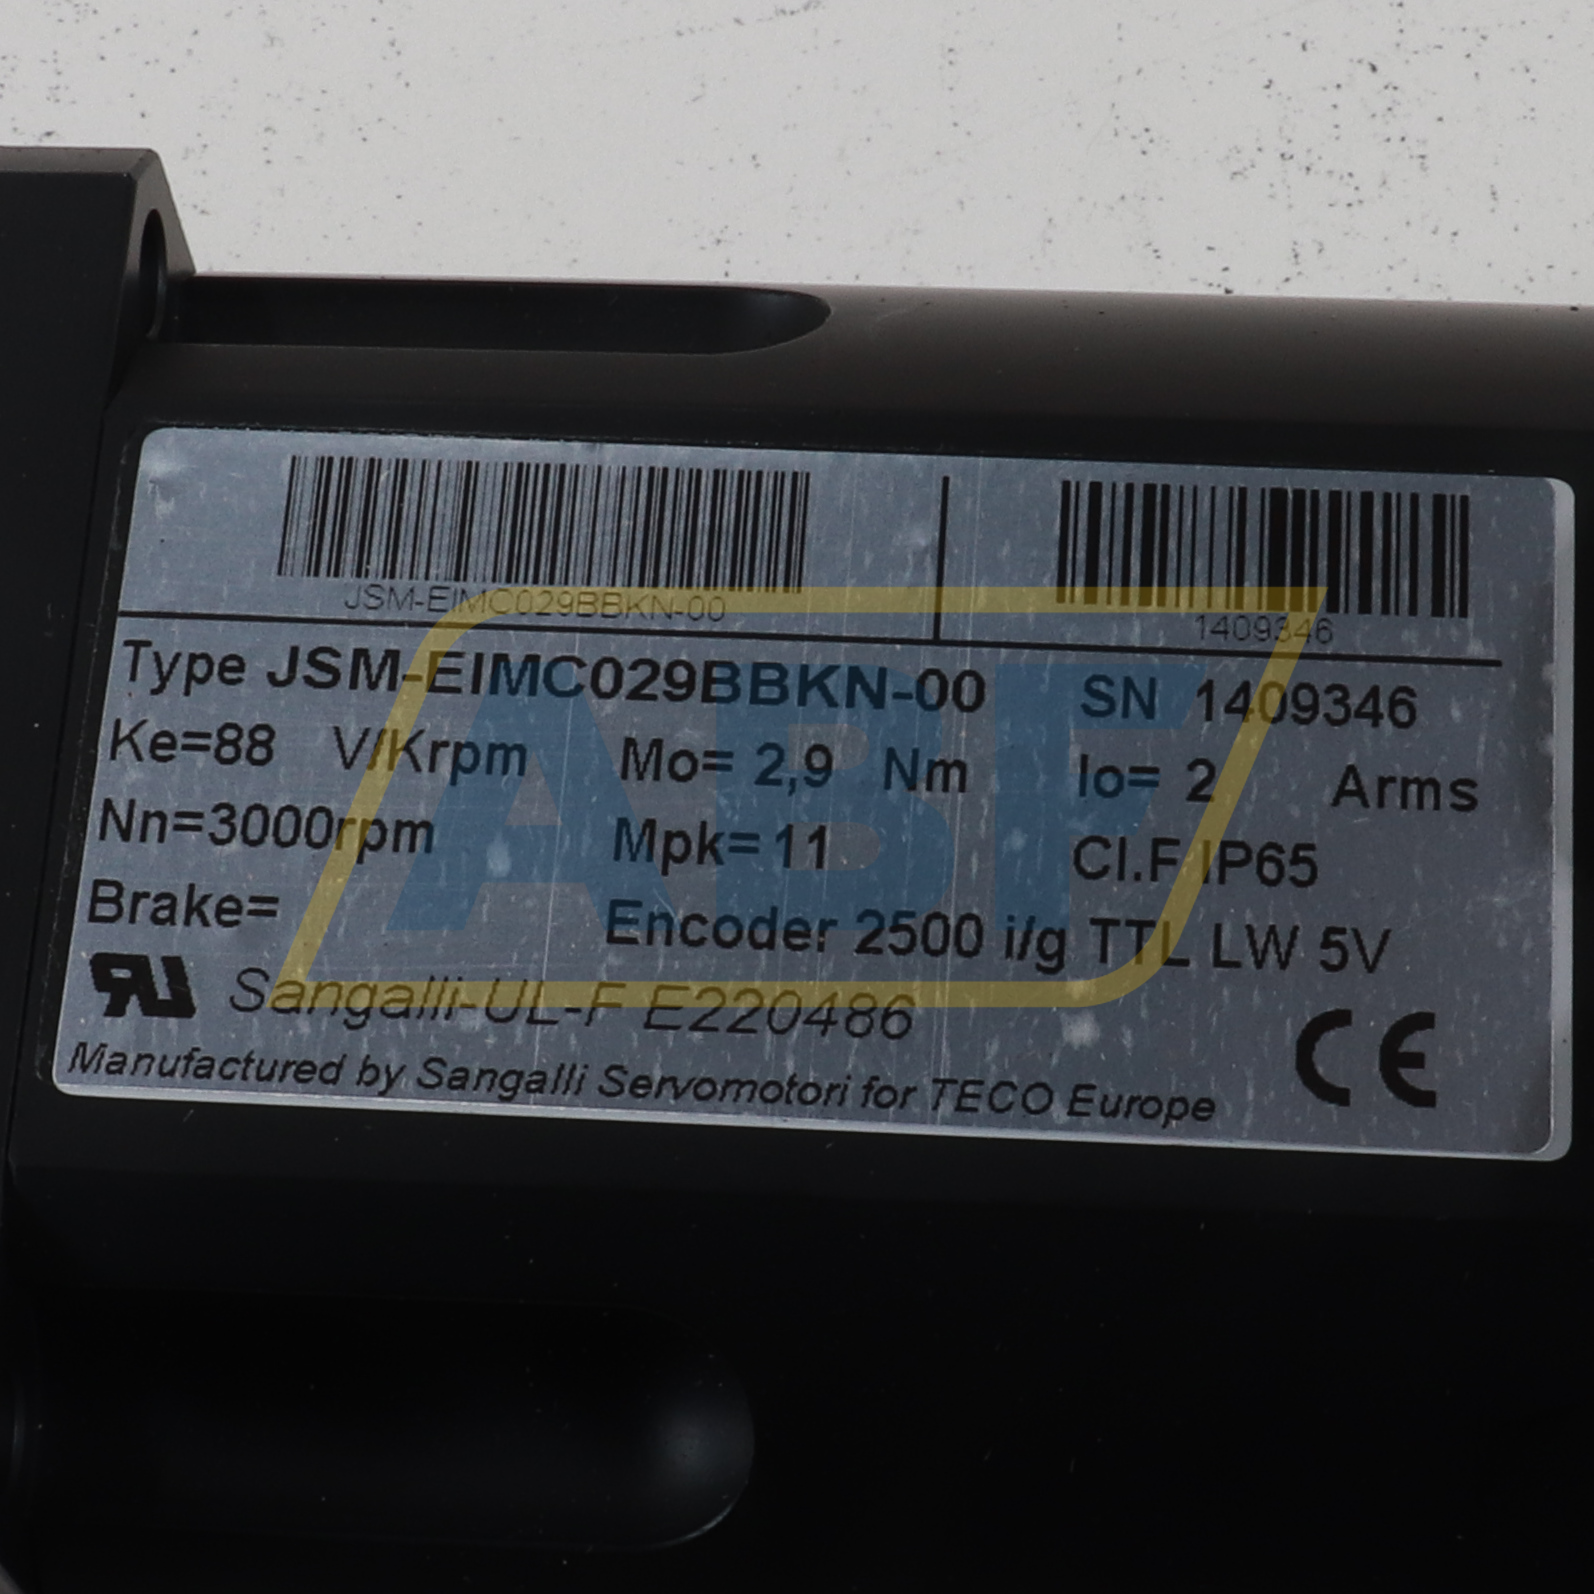 JSM-EIMC029BBKN-00
1409346
Type JSM-EIMC029BBKN-00 SN 1409346
Ke=88 V/Krpm Mo= 2,9 Nm Io= 2 Arms
Nn=3000rpm Mpk= 11 Cl.F IP65
Brake= Encoder 2500 i/g TTL LW 5V
Sangalli-UL-F E220486
Manufactured by Sangalli Servomotori for TECO Europe CE
ABF